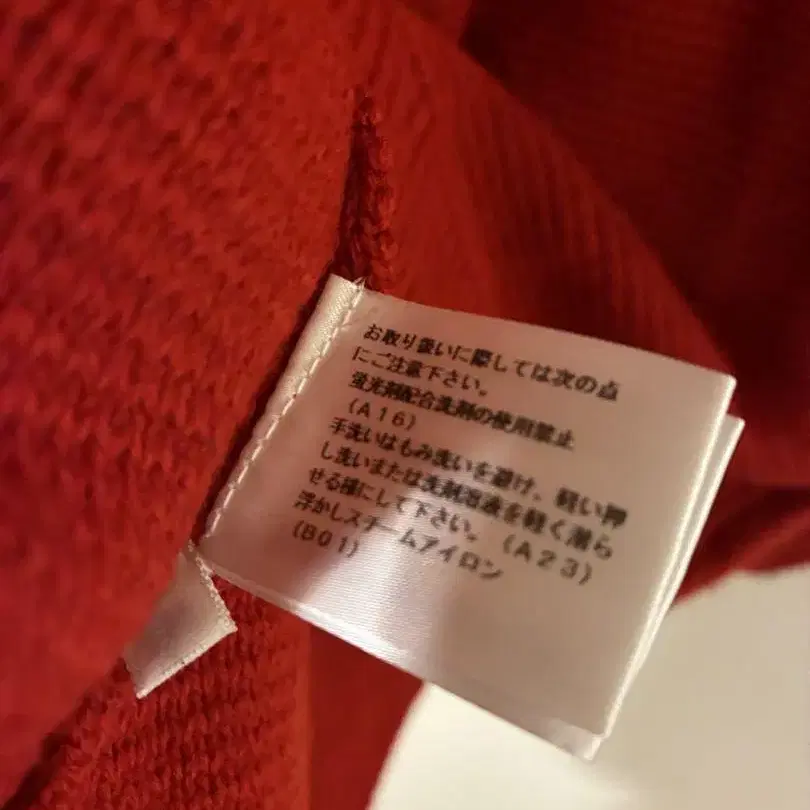 お取り扱いに際しては次の点
にご注意下さい。
蛍光剤配合洗剤の使用禁止
(A16)
手洗いはもみ洗いを避け、軽い押
し洗いまたは洗剤溶液を軽く潜ら
せる様にして下さい。(A23)
浮かしスチームアイロン
(B01)